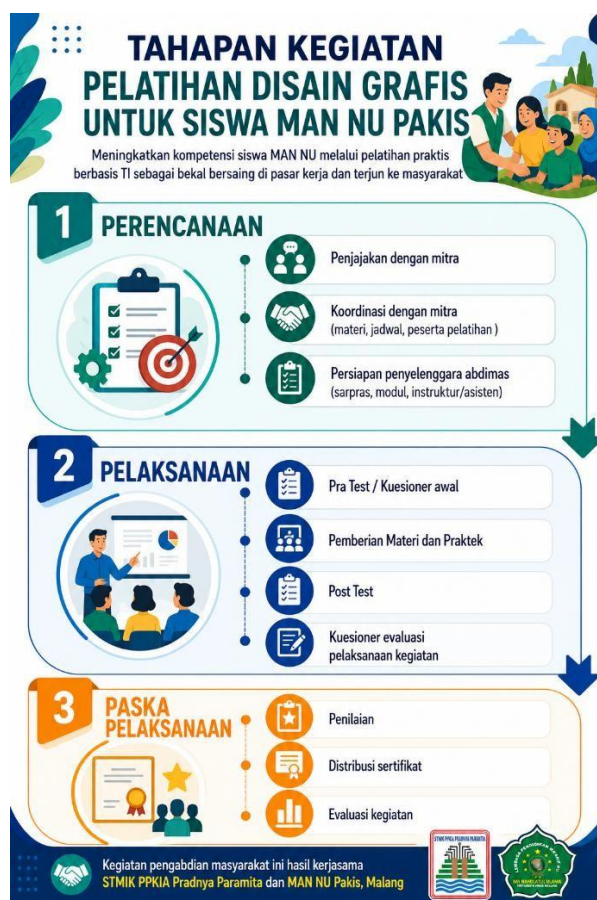 TAHAPAN KEGIATAN
PELATIHAN DISAIN GRAFIS
UNTUK SISWA MAN NU PAKIS
Meningkatkan kompetensi siswa MAN NU melalui pelatihan praktis
berbasis TI sebagai bekal bersaing di pasar kerja dan terjun ke masyarakat
1 PERENCANAAN
Penjajakan dengan mitra
Koordinasi dengan mitra
(materi, jadwal, peserta pelatihan )
Persiapan penyelenggara abdimas
(sarpras, modul, instruktur/asisten)
2 PELAKSANAAN
Pra Test / Kuesioner awal
Pemberian Materi dan Praktek
Post Test
Kuesioner evaluasi
pelaksanaan kegiatan
3 PASKA
PELAKSANAAN
Penilaian
Distribusi sertifikat
Evaluasi kegiatan
Kegiatan pengabdian masyarakat ini hasil kerjasama
STMIK PPKIA Pradnya Paramita dan MAN NU Pakis, Malang
STMIK PPKIA PRADNYA PARAMITA